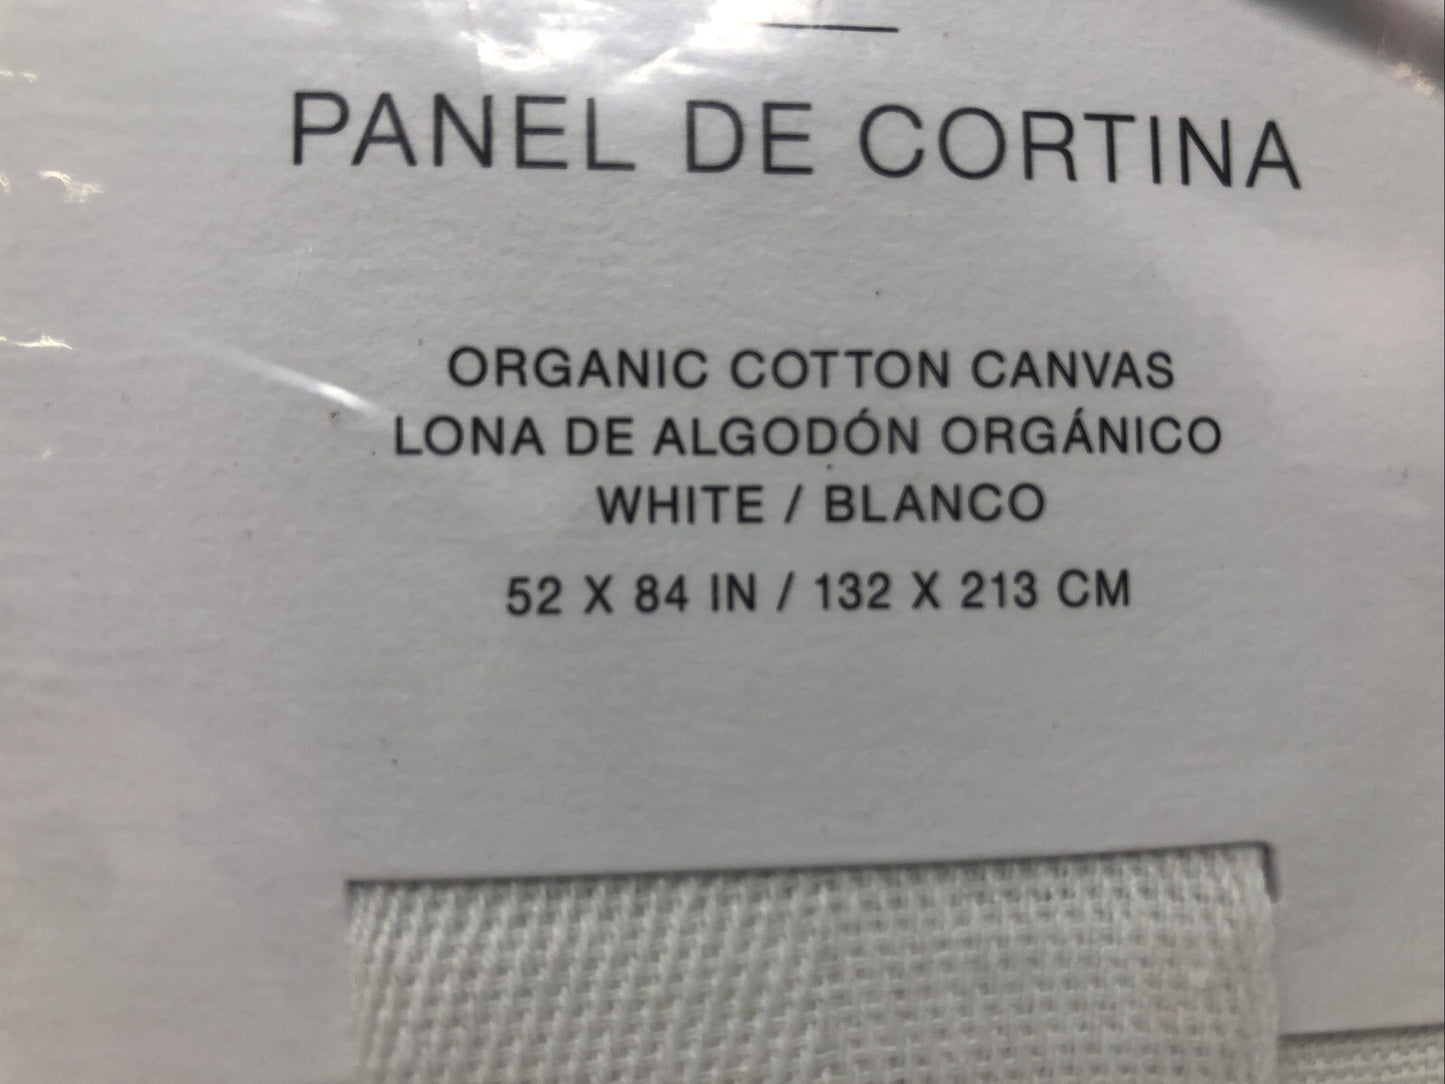 PANEL DE CORTINA
ORGANIC COTTON CANVAS
LONA DE ALGODÓN ORGÁNICO
WHITE / BLANCO
52 X 84 IN / 132 X 213 CM